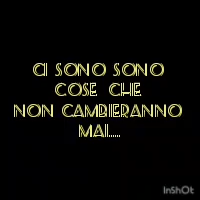 CI SONO SONO
COSE CHE
NON CAMBIERANNO
MAI.....
InShOt